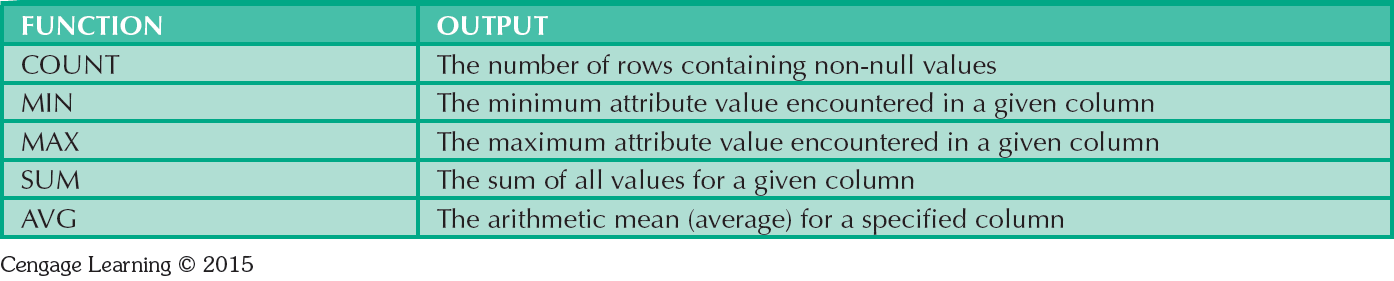 FUNCTION OUTPUT
COUNT The number of rows containing non-null values
MIN The minimum attribute value encountered in a given column
MAX The maximum attribute value encountered in a given column
SUM The sum of all values for a given column
AVG The arithmetic mean (average) for a specified column
Cengage Learning © 2015